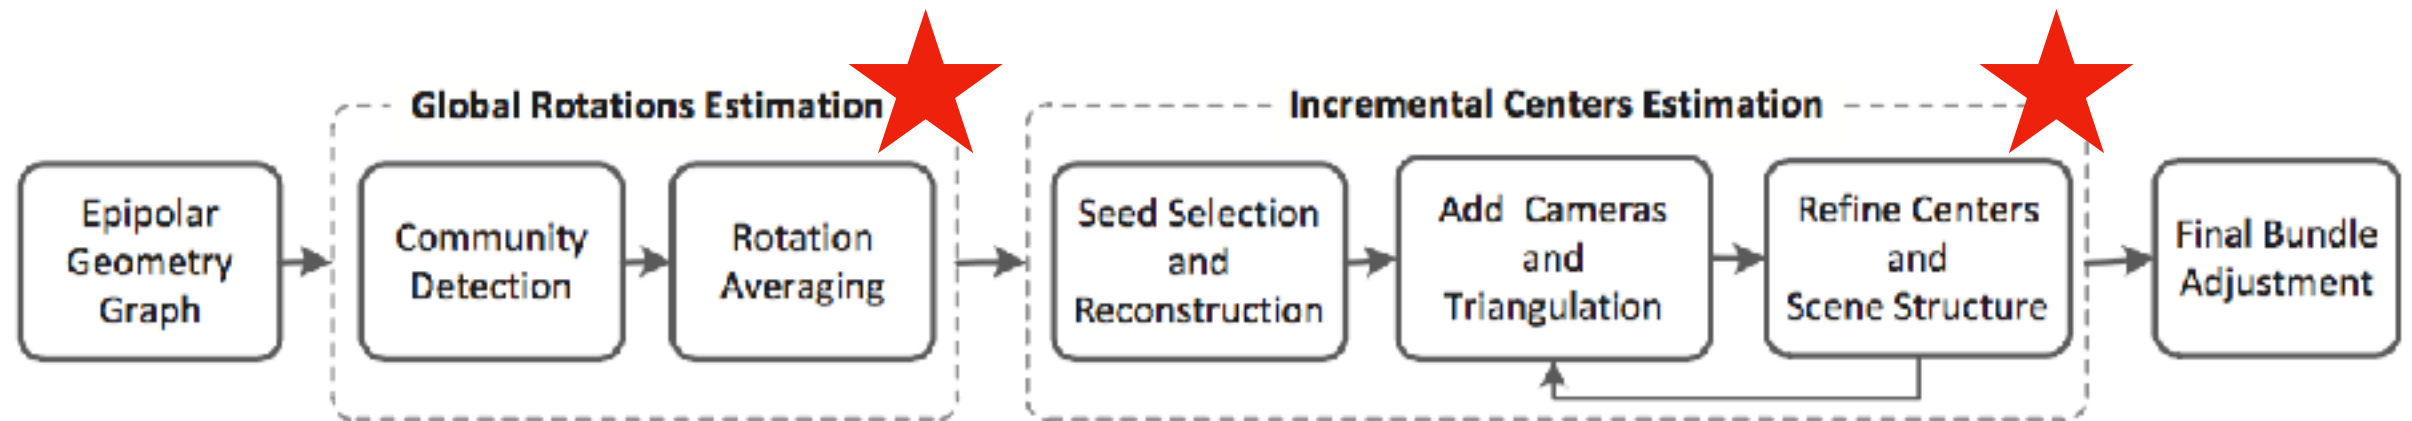 Global Rotations Estimation
Incremental Centers Estimation
Epipolar
Geometry
Graph
Community
Detection
Rotation
Averaging
Seed Selection
and
Reconstruction
Add Cameras
and
Triangulation
Refine Centers
and
Scene Structure
Final Bundle
Adjustment